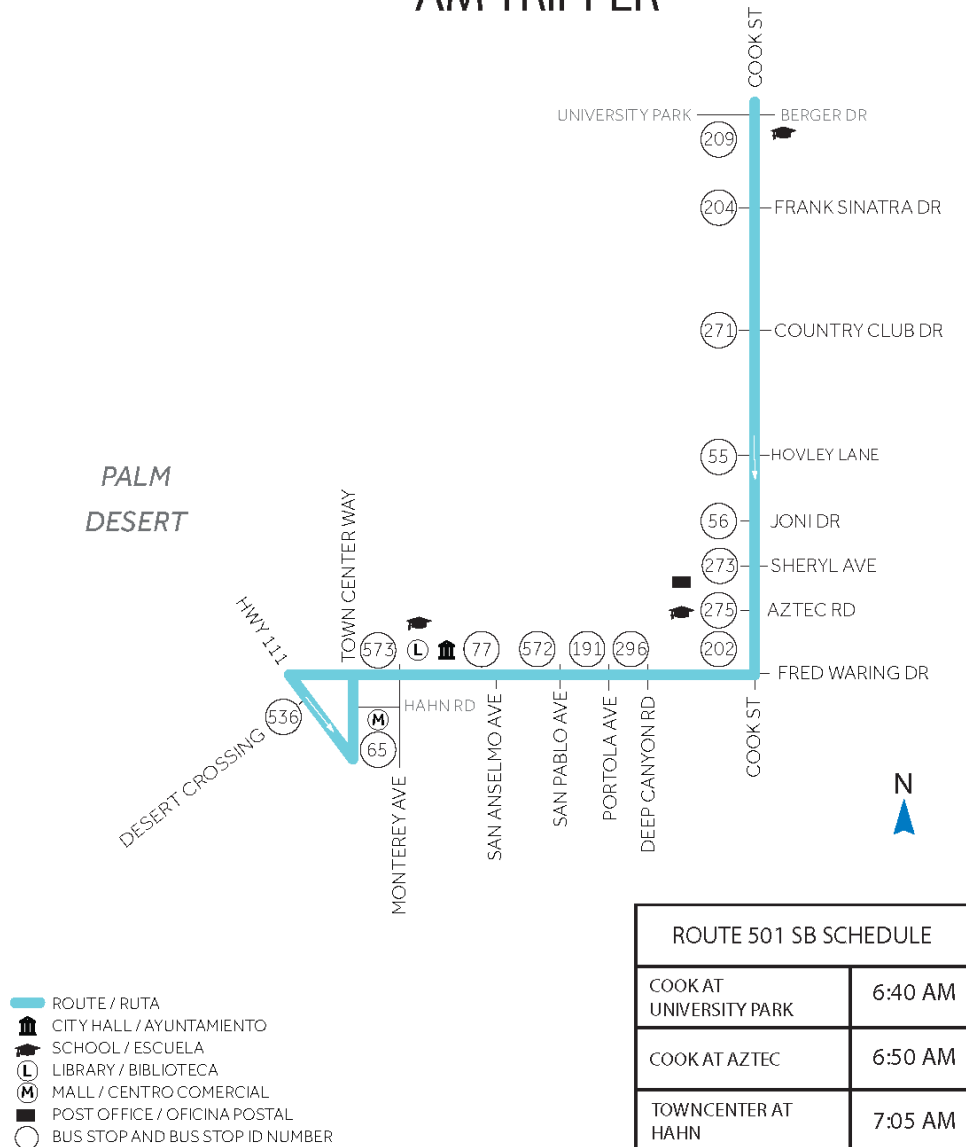 AM TRIPPER
COOK ST
UNIVERSITY PARK
BERGER DR
209
204
FRANK SINATRA DR
271
COUNTRY CLUB DR
55
HOVLEY LANE
PALM
DESERT
56
JONI DR
273
SHERYL AVE
275
AZTEC RD
HWY 111
TOWN CENTER WAY
573
L
77
572
191
296
202
FRED WARING DR
536
HAHN RD
M
65
DESERT CROSSING
MONTEREY AVE
SAN ANSELMO AVE
SAN PABLO AVE
PORTOLA AVE
DEEP CANYON RD
COOK ST
N
ROUTE 501 SB SCHEDULE
COOK AT
UNIVERSITY PARK
6:40 AM
COOK AT AZTEC
6:50 AM
TOWNCENTER AT
HAHN
7:05 AM
ROUTE / RUTA
CITY HALL / AYUNTAMIENTO
SCHOOL / ESCUELA
L LIBRARY / BIBLIOTECA
M MALL / CENTRO COMERCIAL
POST OFFICE / OFICINA POSTAL
BUS STOP AND BUS STOP ID NUMBER